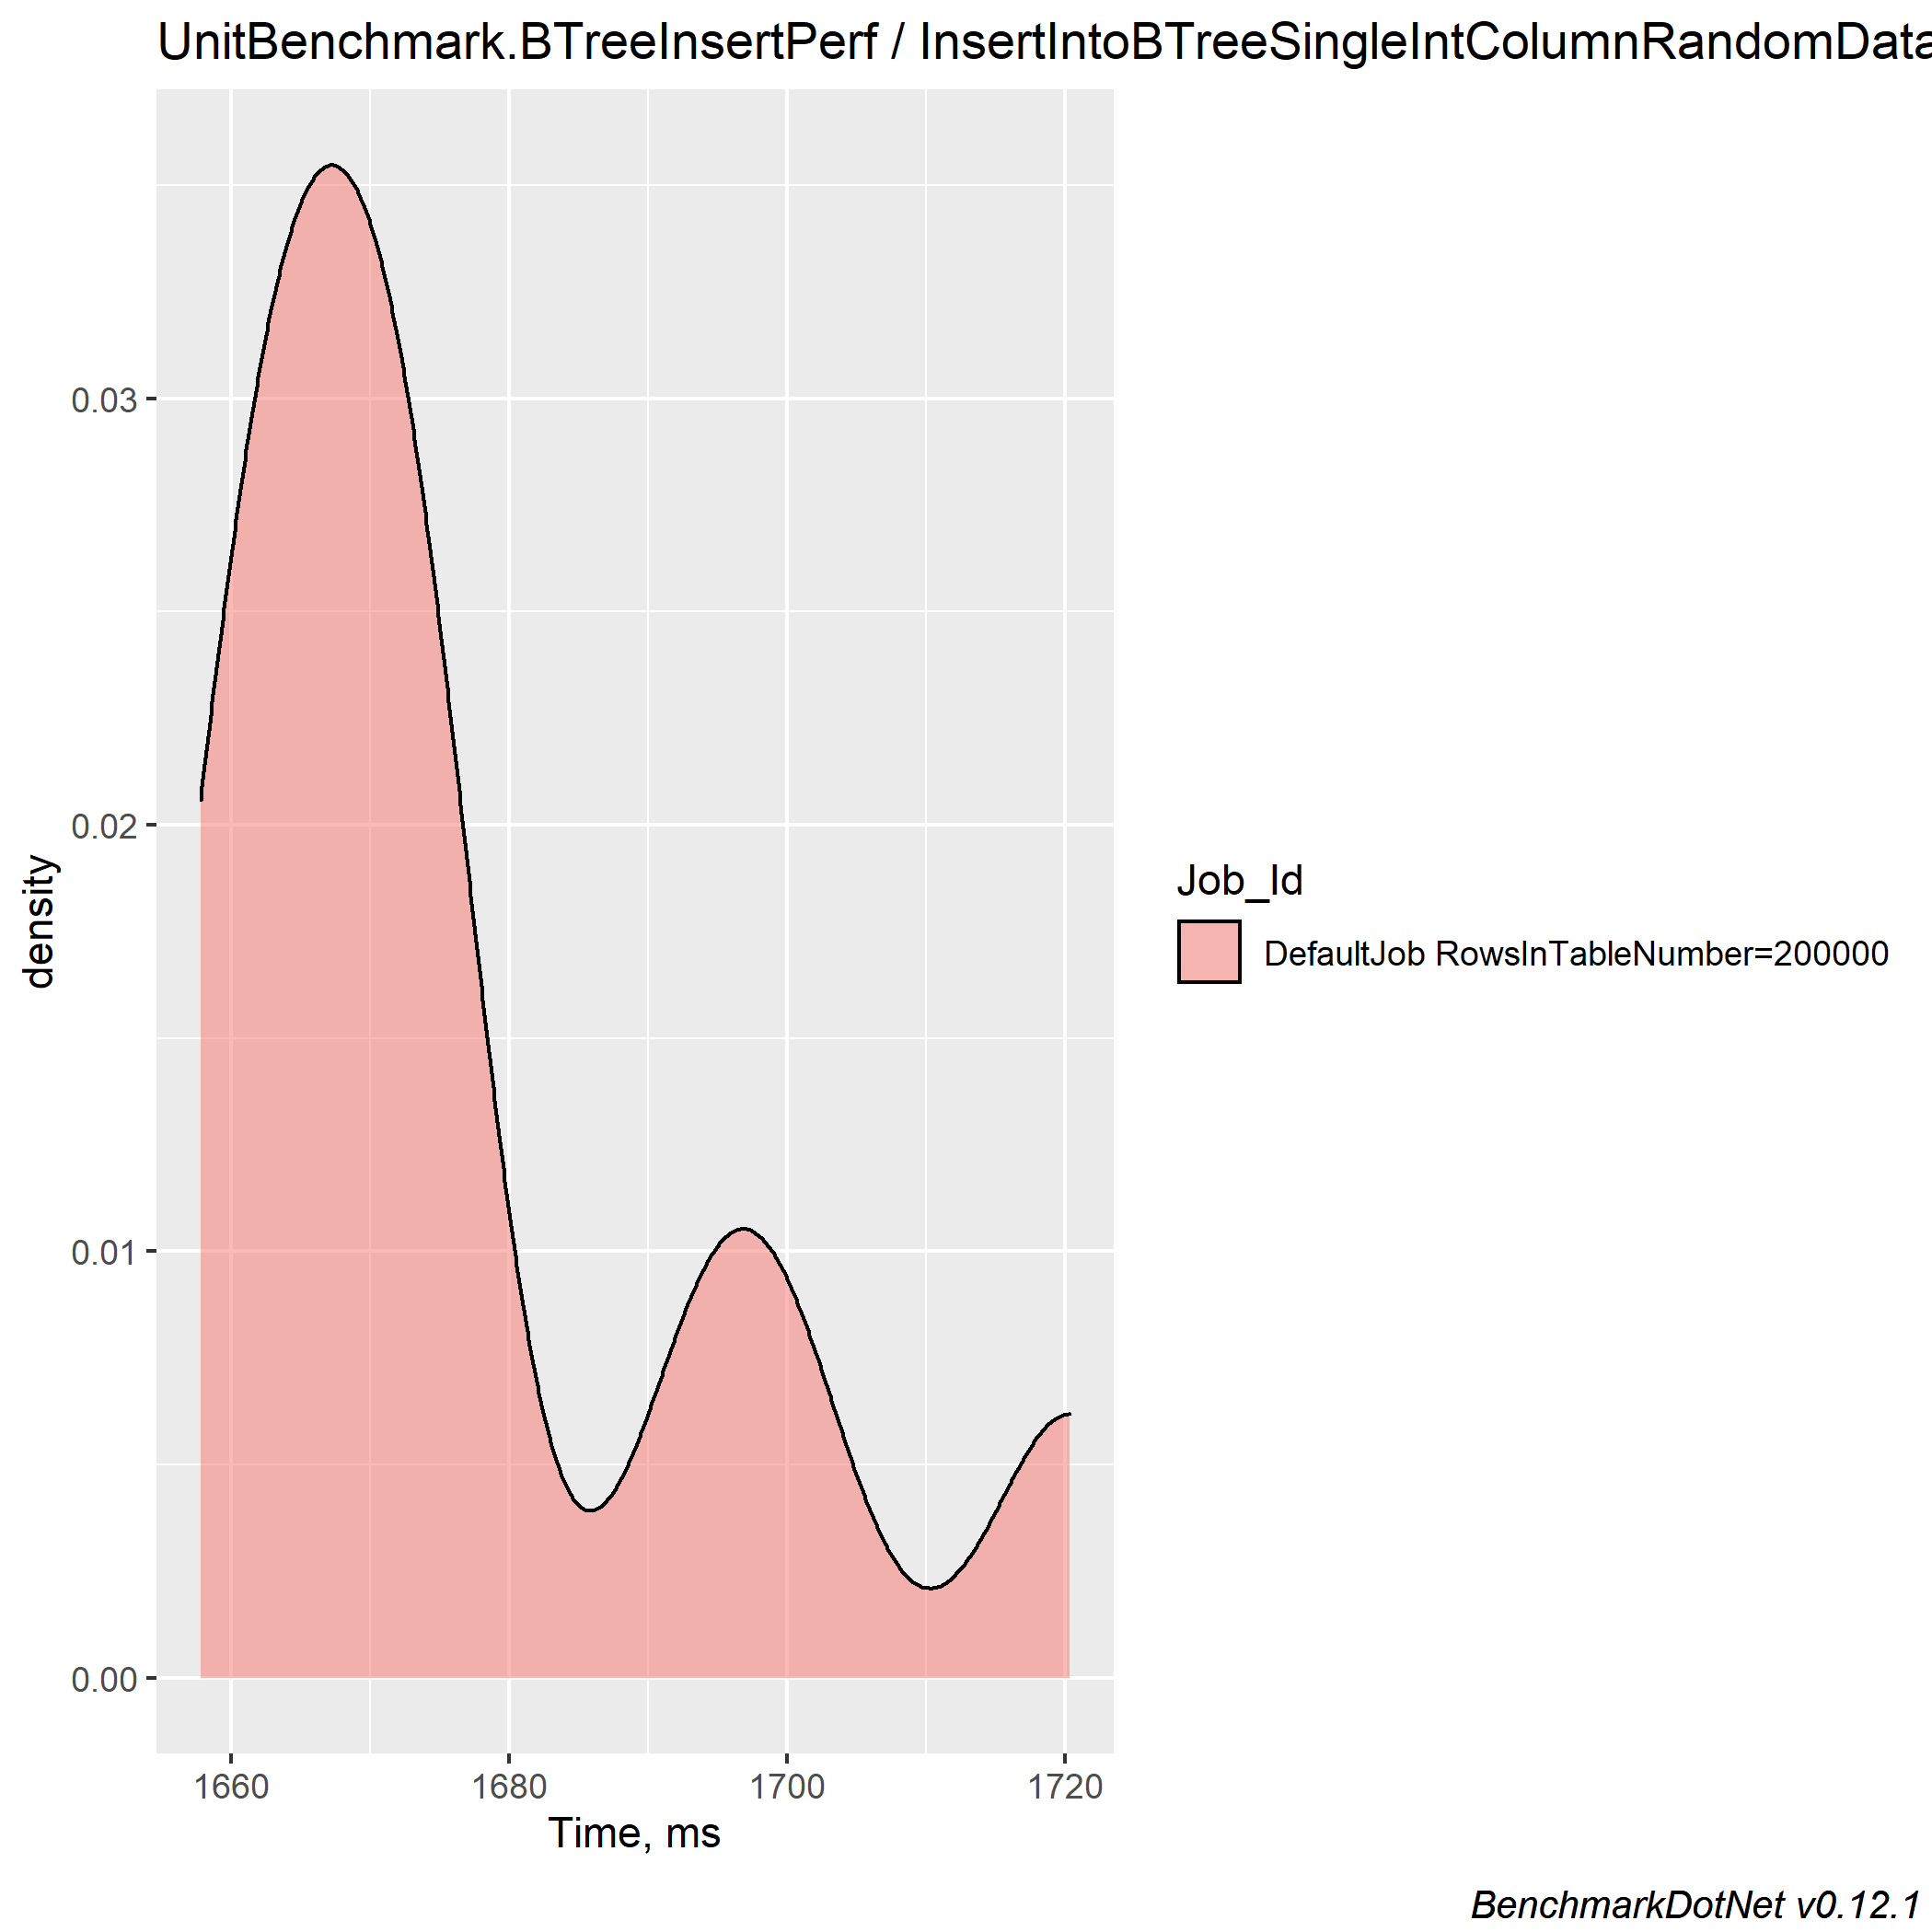 UnitBenchmark.BTreeInsertPerf / InsertIntoBTreeSingleIntColumnRandomData
density
0.03
0.02
0.01
0.00
1660 1680 1700 1720
Time, ms
Job_Id
DefaultJob RowsInTableNumber=200000
BenchmarkDotNet v0.12.1